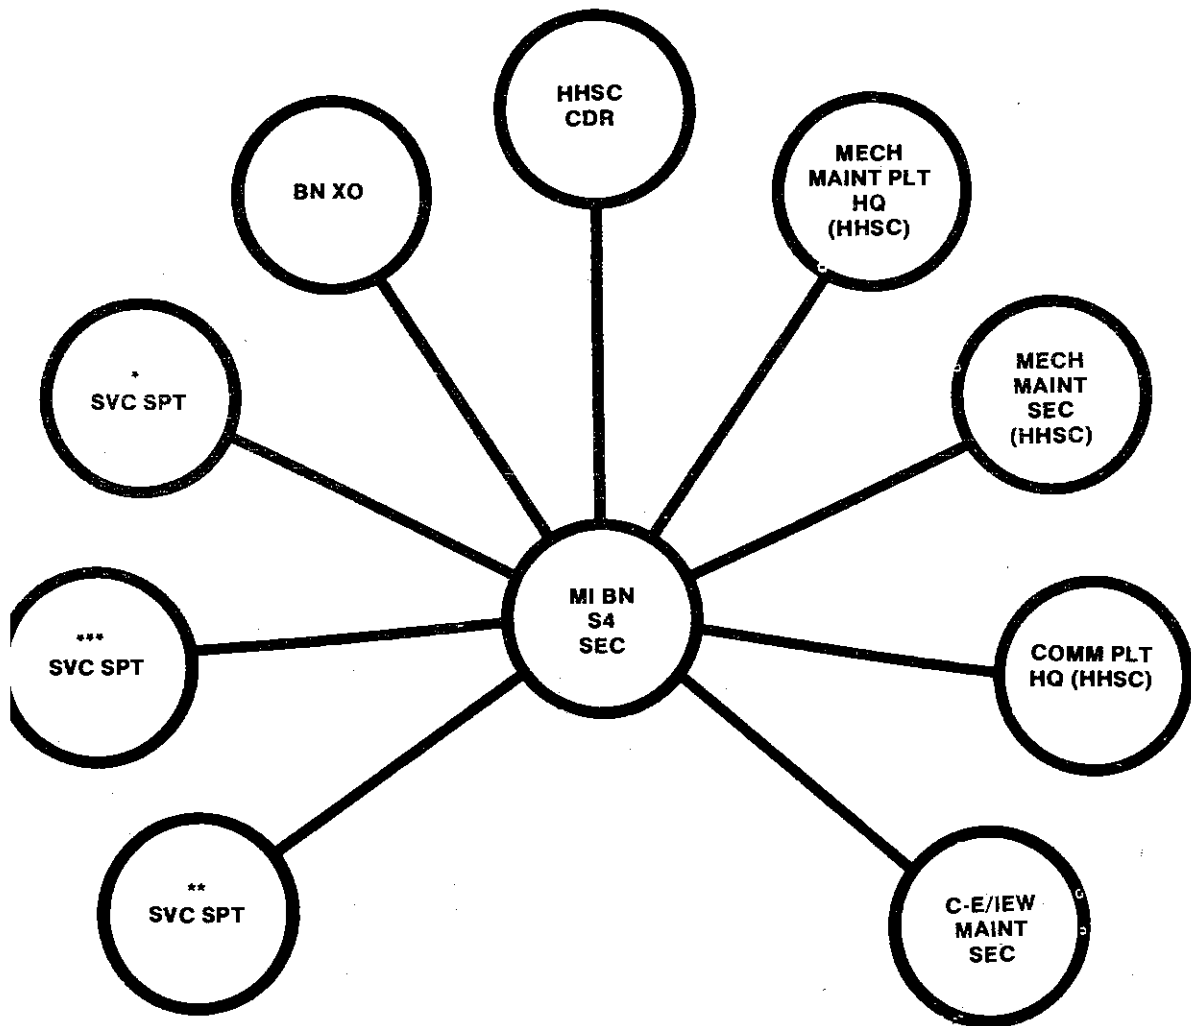 HHSC
CDR
BN XO
MECH
MAINT PLT
HQ
(HHSC)
*
SVC SPT
MECH
MAINT
SEC
(HHSC)
MI BN
S4
SEC
***
SVC SPT
COMM PLT
HQ (HHSC)
**
SVC SPT
C-E/IEW
MAINT
SEC